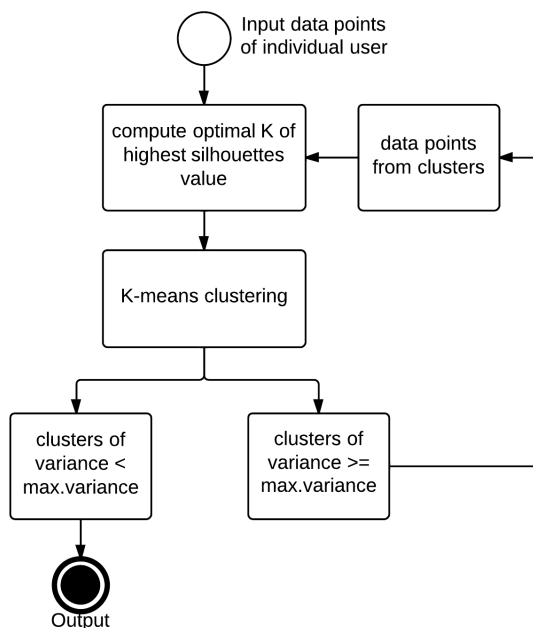 Input data points
of individual user
compute optimal K of
highest silhouettes
value
data points
from clusters
K-means clustering
clusters of
variance <
max.variance
clusters of
variance >=
max.variance
Output